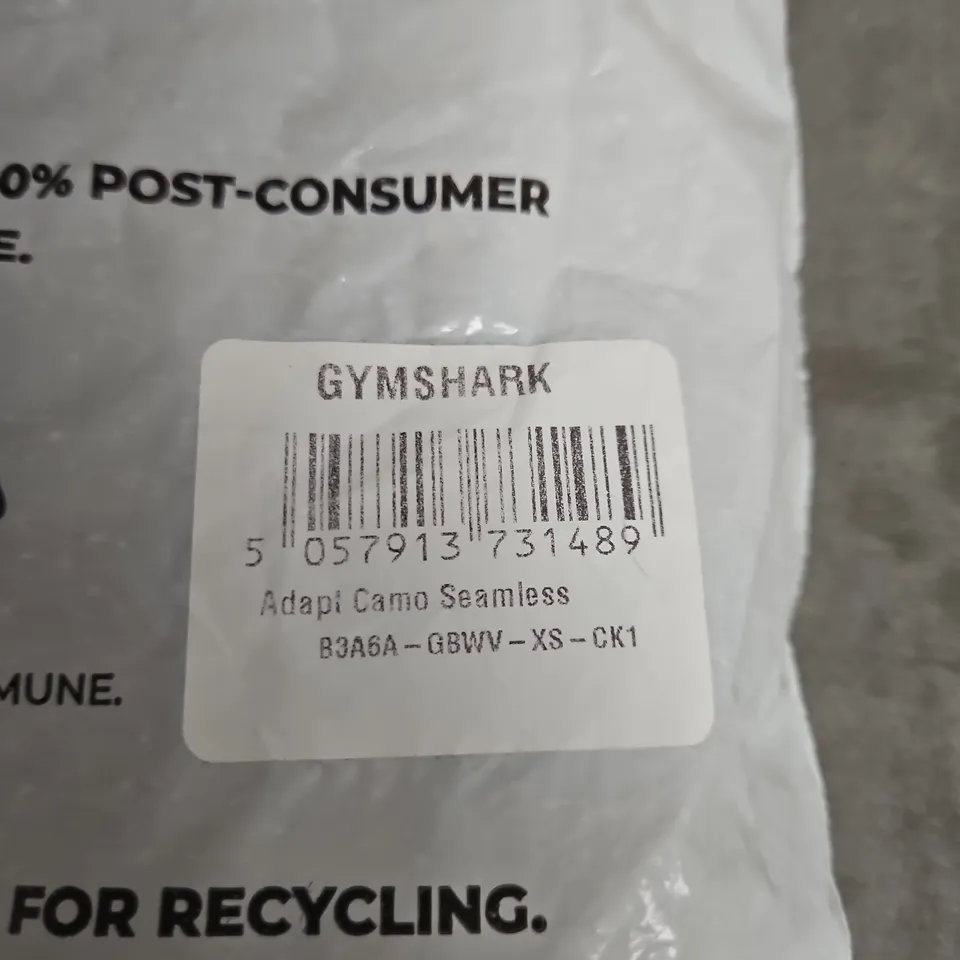 0% POST-CONSUMER
E.
GYMSHARK
5 057913 731489
Adapt Camo Seamless
B3A6A-GBWV-XS-CK1
MUNE.
FOR RECYCLING.